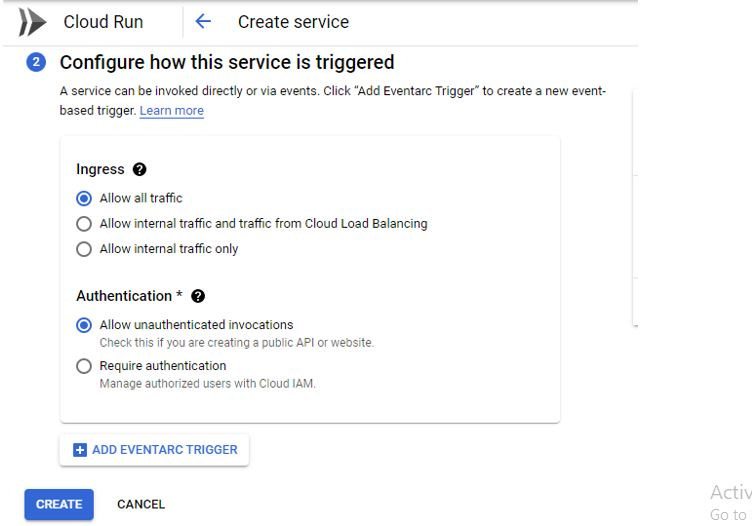 Cloud Run
Create service
2 Configure how this service is triggered
A service can be invoked directly or via events. Click “Add Eventarc Trigger” to create a new event-
based trigger. Learn more
Ingress ?
Allow all traffic
Allow internal traffic and traffic from Cloud Load Balancing
Allow internal traffic only
Authentication * ?
Allow unauthenticated invocations
Check this if you are creating a public API or website.
Require authentication
Manage authorized users with Cloud IAM.
ADD EVENTARC TRIGGER
CREATE CANCEL
Activ
Go to